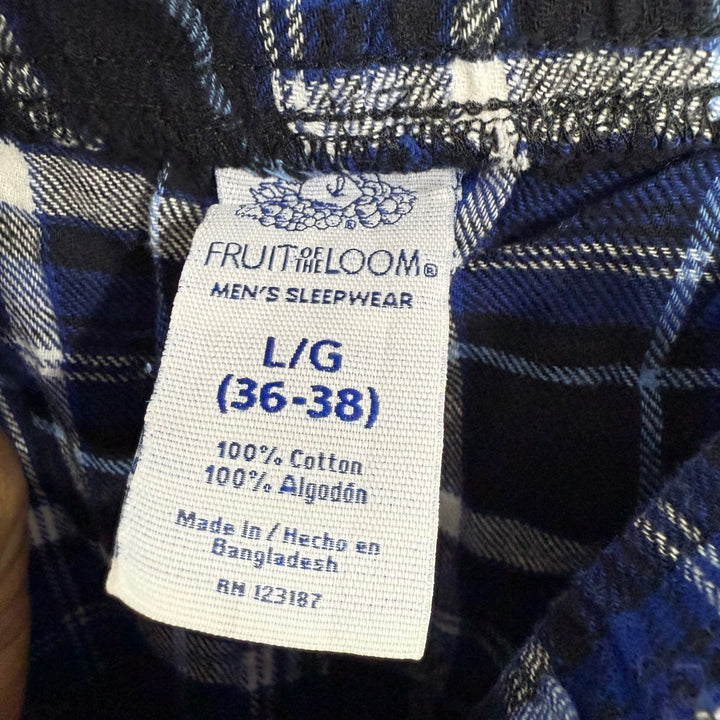 FRUIT OF THE LOOM®
MEN'S SLEEPWEAR
L/G
(36-38)
100% Cotton
100% Algodón
Made In / Hecho en
Bangladesh
RN 123187